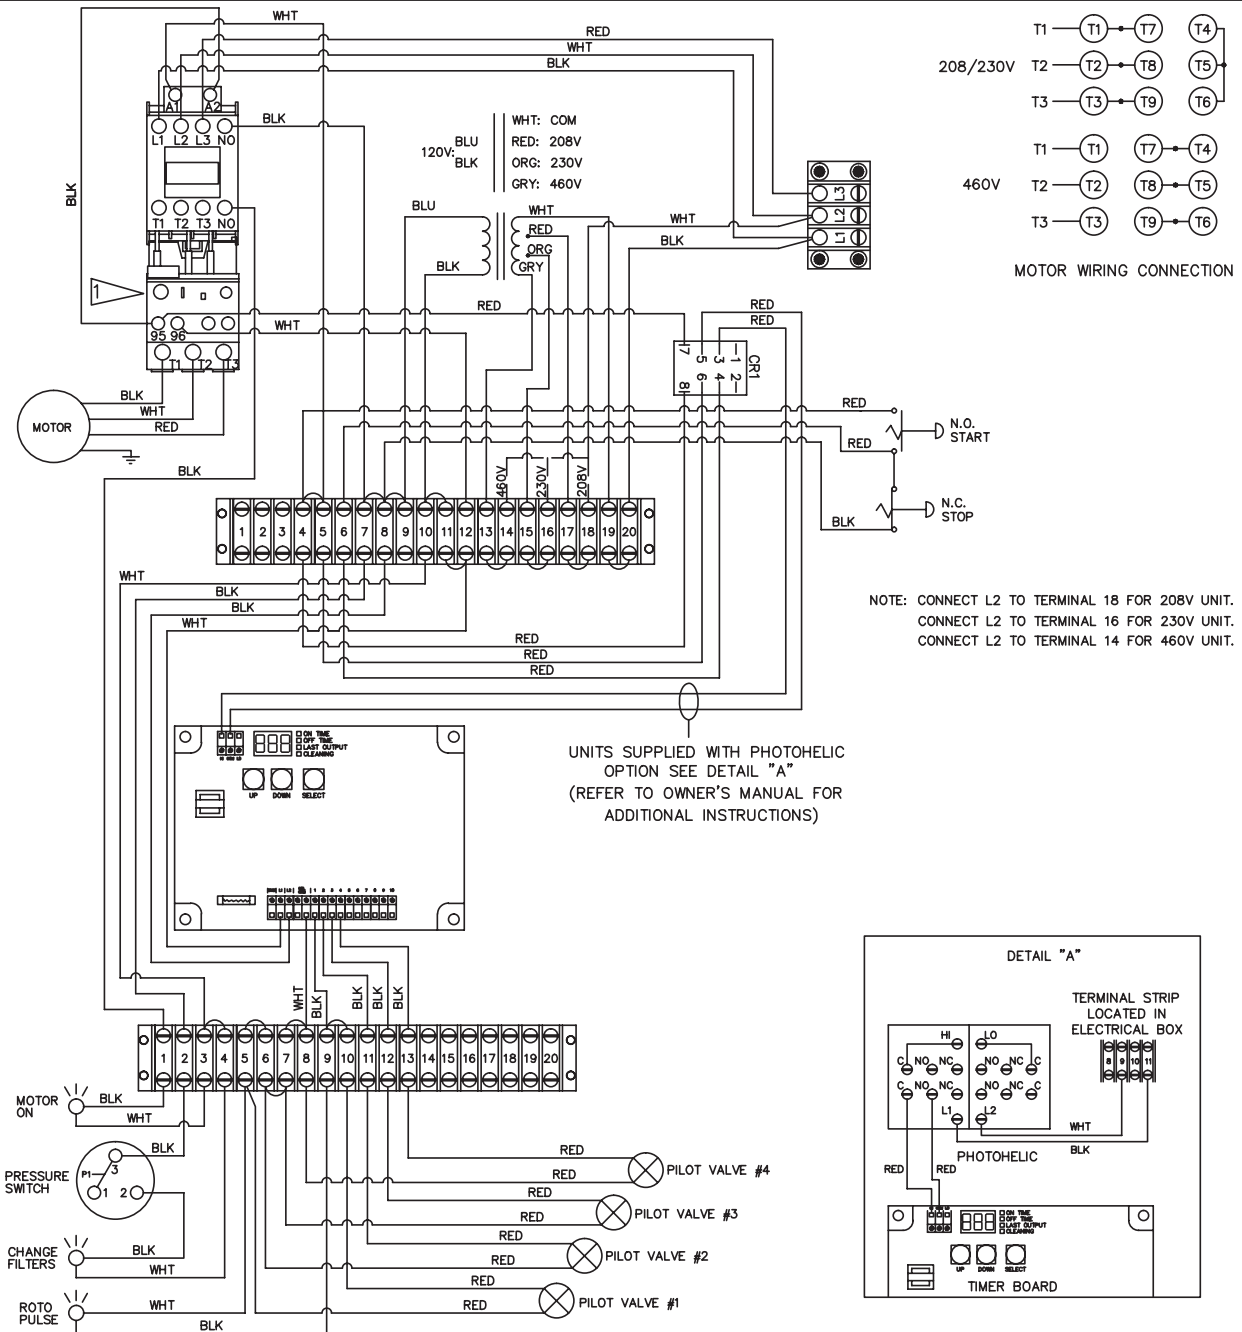 WHT
RED
WHT
BLK
A1 A2
L1 L2 L3 NO
BLK
BLK
T1 T2 T3 NO
1
95 96
T1 T2 T3
MOTOR
BLK
WHT
RED
BLK
120V: BLU
BLK
WHT: COM
RED: 208V
ORG: 230V
GRY: 460V
BLU
BLK
WHT
RED
ORG
GRY
WHT
BLK
L3
L2
L1
T1 T1 T7 T4
208/230V T2 T2 T8 T5
T3 T3 T9 T6
T1 T1 T7 T4
460V T2 T2 T8 T5
T3 T3 T9 T6
MOTOR WIRING CONNECTION
RED
WHT
RED
RED
7 5 3 1
8 6 4 2
CR1
RED
RED
BLK
N.O.
START
N.C.
STOP
460V
230V
208V
1 2 3 4 5 6 7 8 9 10 11 12 13 14 15 16 17 18 19 20
WHT
BLK
BLK
WHT
RED
RED
RED
NOTE: CONNECT L2 TO TERMINAL 18 FOR 208V UNIT.
CONNECT L2 TO TERMINAL 16 FOR 230V UNIT.
CONNECT L2 TO TERMINAL 14 FOR 460V UNIT.
UNITS SUPPLIED WITH PHOTOHELIC
OPTION SEE DETAIL "A"
(REFER TO OWNER'S MANUAL FOR
ADDITIONAL INSTRUCTIONS)
ON TIME
OFF TIME
LAST OUTPUT
CLEANING
UP DOWN SELECT
WHT
BLK
BLK
BLK
BLK
1 2 3 4 5 6 7 8 9 10 11 12 13 14 15 16 17 18 19 20
MOTOR
ON
BLK
WHT
PRESSURE
SWITCH
P1
3
1 2
BLK
CHANGE
FILTERS
BLK
WHT
ROTO
PULSE
WHT
BLK
RED
RED
PILOT VALVE #4
RED
RED
PILOT VALVE #3
RED
RED
PILOT VALVE #2
RED
RED
PILOT VALVE #1
DETAIL "A"
TERMINAL STRIP
LOCATED IN
ELECTRICAL BOX
8 9 10 11
HI LO
C NO NC NO NC C
C NO NC NO NC C
L1 L2
WHT
BLK
PHOTOHELIC
RED RED
ON TIME
OFF TIME
LAST OUTPUT
CLEANING
UP DOWN SELECT
TIMER BOARD